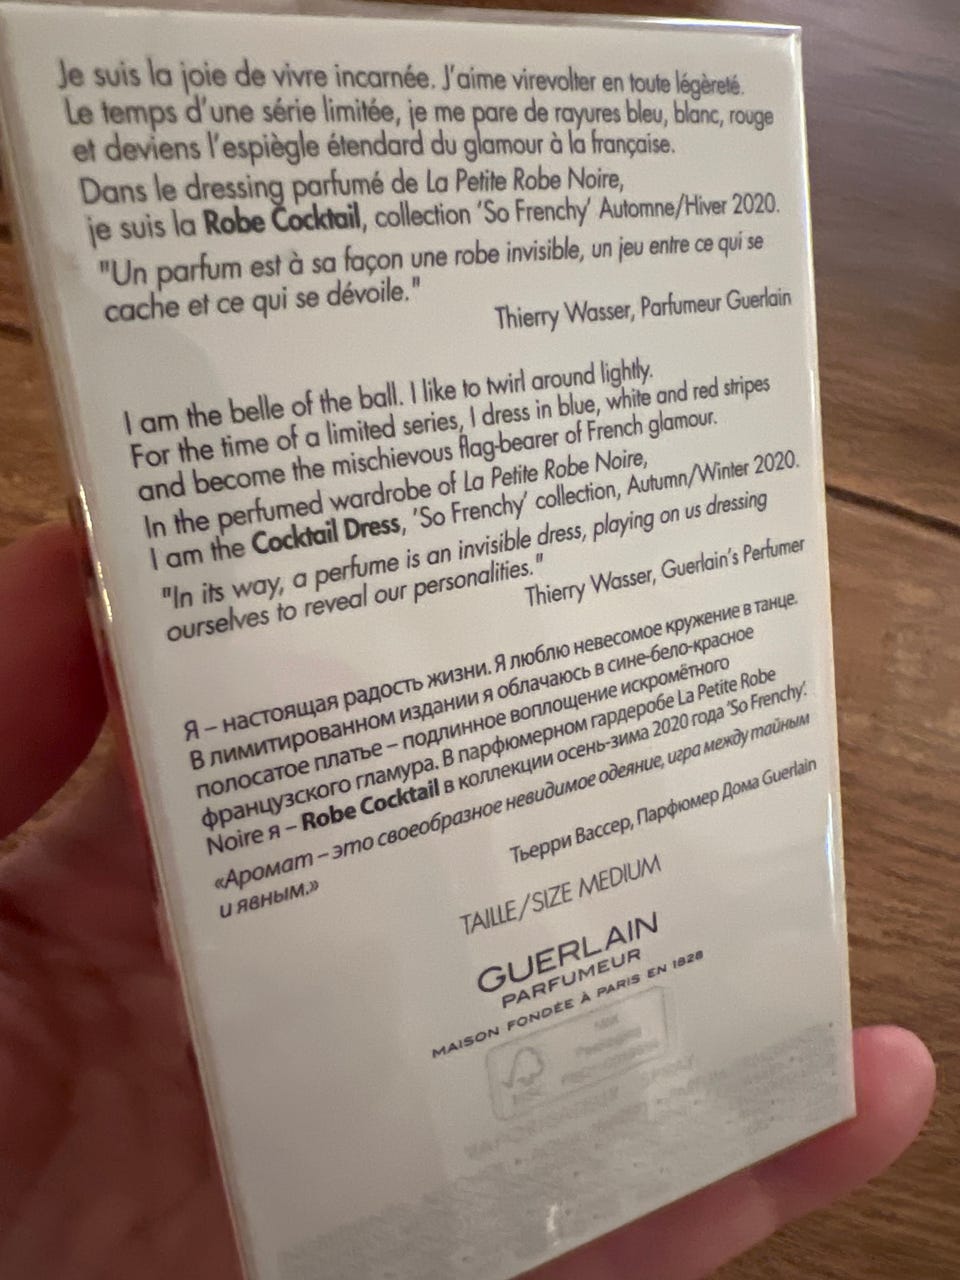 Je suis la joie de vivre incarnée. J'aime virevolter en toute légèreté.
Le temps d'une série limitée, je me pare de rayures bleu, blanc, rouge
et deviens l'espiègle étendard du glamour à la française.
Dans le dressing parfumé de La Petite Robe Noire,
je suis la Robe Cocktail, collection 'So Frenchy' Automne/Hiver 2020.
"Un parfum est à sa façon une robe invisible, un jeu entre ce qui se
cache et ce qui se dévoile."
Thierry Wasser, Parfumeur Guerlain
I am the belle of the ball. I like to twirl around lightly.
For the time of a limited series, I dress in blue, white and red stripes
and become the mischievous flag-bearer of French glamour.
In the perfumed wardrobe of La Petite Robe Noire,
I am the Cocktail Dress, 'So Frenchy' collection, Autumn/Winter 2020.
"In its way, a perfume is an invisible dress, playing on us dressing
ourselves to reveal our personalities."
Thierry Wasser, Guerlain's Perfumer
Я – настоящая радость жизни. Я люблю невесомое кружение в танце.
В лимитированном издании я облачаюсь в сине-бело-красное
полосатое платье – подлинное воплощение искромётного
французского гламура. В парфюмерном гардеробе La Petite Robe
Noire я – Robe Cocktail в коллекции осень-зима 2020 года 'So Frenchy'.
«Аромат – это своеобразное невидимое одеяние, игра между тайным
и явным.»
Тьерри Вассер, Парфюмер Дома Guerlain
TAILLE/SIZE MEDIUM
GUERLAIN
PARFUMEUR
MAISON FONDÉE À PARIS EN 1828